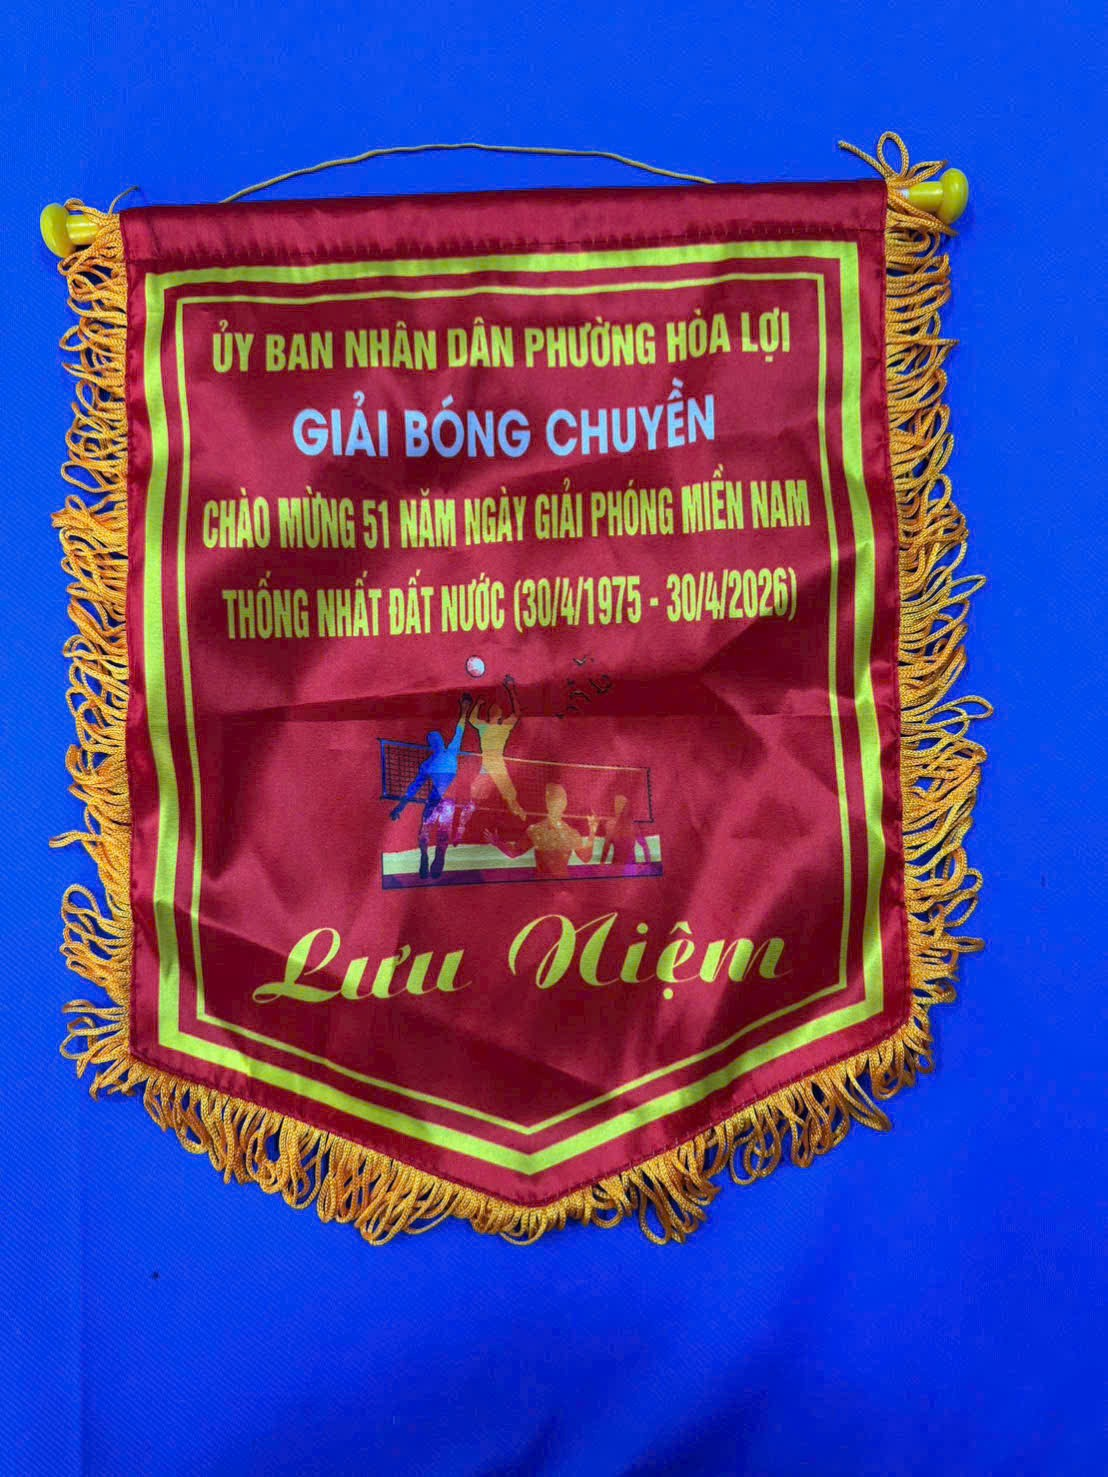 ỦY BAN NHÂN DÂN PHƯỜNG HÒA LỢI
GIẢI BÓNG CHUYỀN
CHÀO MỪNG 51 NĂM NGÀY GIẢI PHÓNG MIỀN NAM
THỐNG NHẤT ĐẤT NƯỚC (30/4/1975 - 30/4/2026)
Lưu Niệm